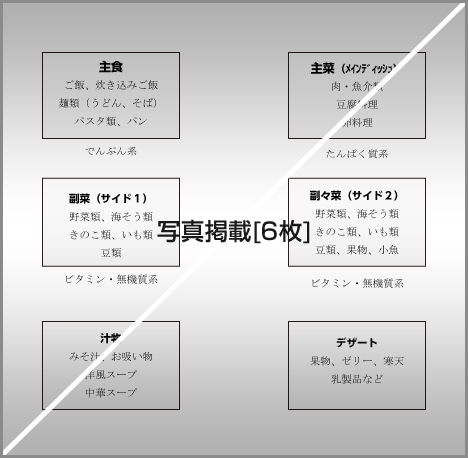 主食
ご飯、炊き込みご飯
麺類（うどん、そば）
パスタ類、パン
でんぷん系
主菜（ﾒｲﾝﾃﾞｨｯｼｭ）
肉・魚介類
豆腐料理
卵料理
たんぱく質系
副菜（サイド１）
野菜類、海そう類
きのこ類、いも類
豆類
ビタミン・無機質系
副々菜（サイド２）
野菜類、海そう類
きのこ類、いも類
豆類、果物、小魚
ビタミン・無機質系
写真掲載[6枚]
汁物
みそ汁、お吸い物
洋風スープ
中華スープ
デザート
果物、ゼリー、寒天
乳製品など